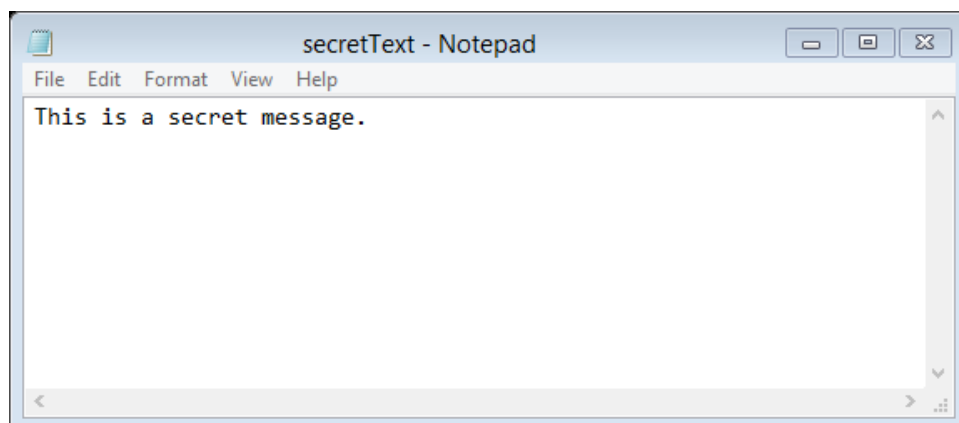 secretText - Notepad
File Edit Format View Help
This is a secret message.